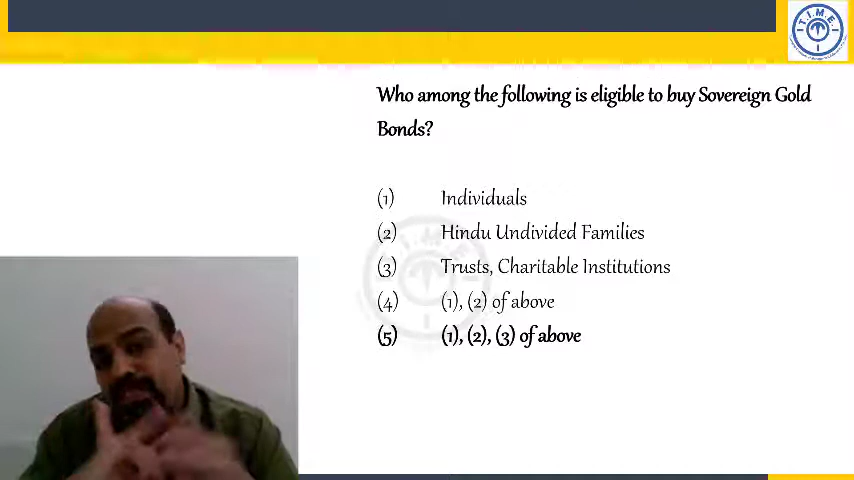 T.I.M.E.
Who among the following is eligible to buy Sovereign Gold
Bonds?
(1) Individuals
(2) Hindu Undivided Families
(3) Trusts, Charitable Institutions
(4) (1), (2) of above
(5) (1), (2), (3) of above